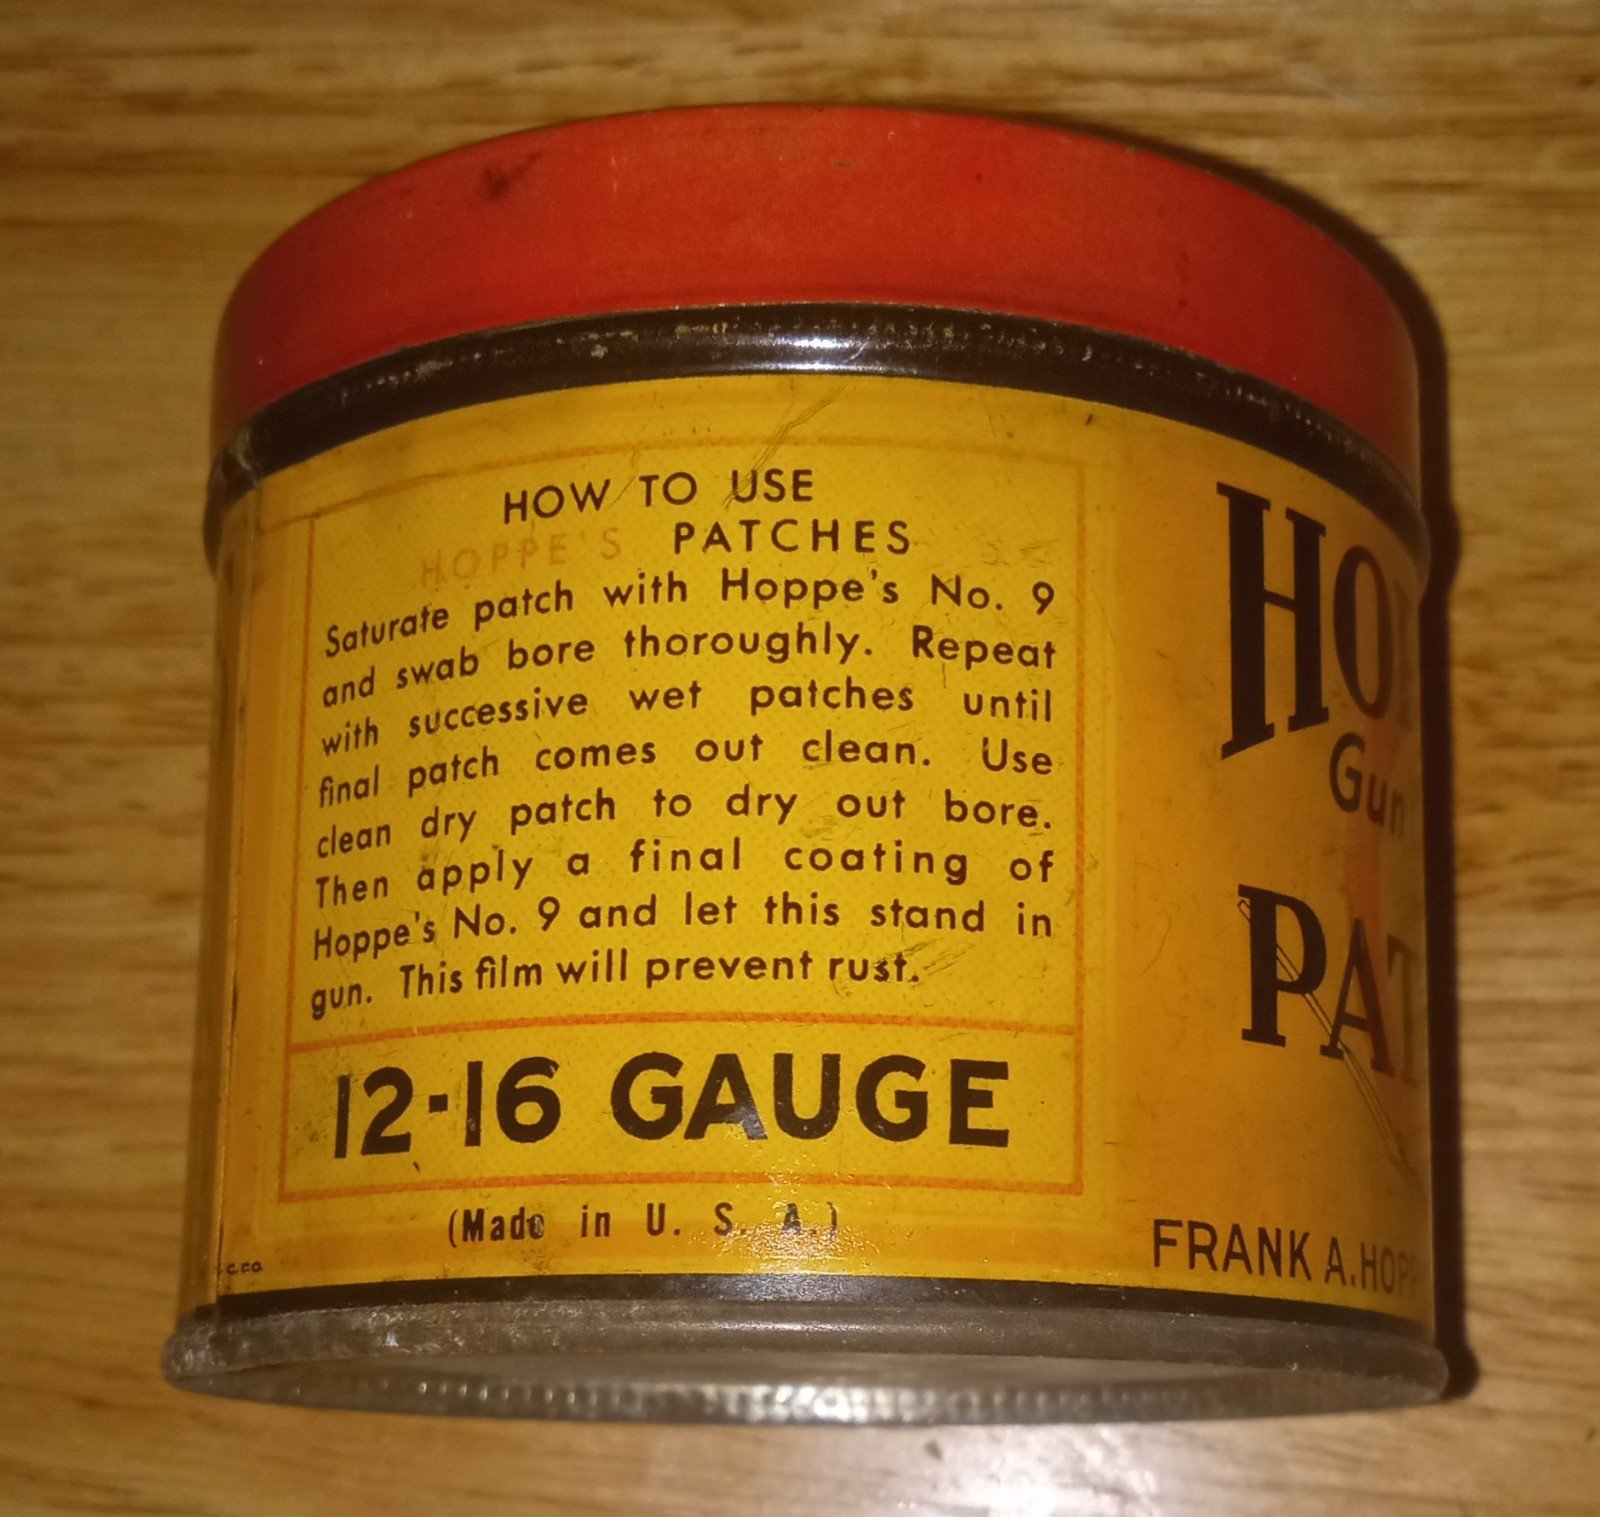 HOW TO USE
HOPPE'S PATCHES
Saturate patch with Hoppe's No. 9
and swab bore thoroughly. Repeat
with successive wet patches until
final patch comes out clean. Use
clean dry patch to dry out bore.
Then apply a final coating of
Hoppe's No. 9 and let this stand in
gun. This film will prevent rust.
12-16 GAUGE
(Made in U. S. A.)
C.CO.
Gun
FRANK A.